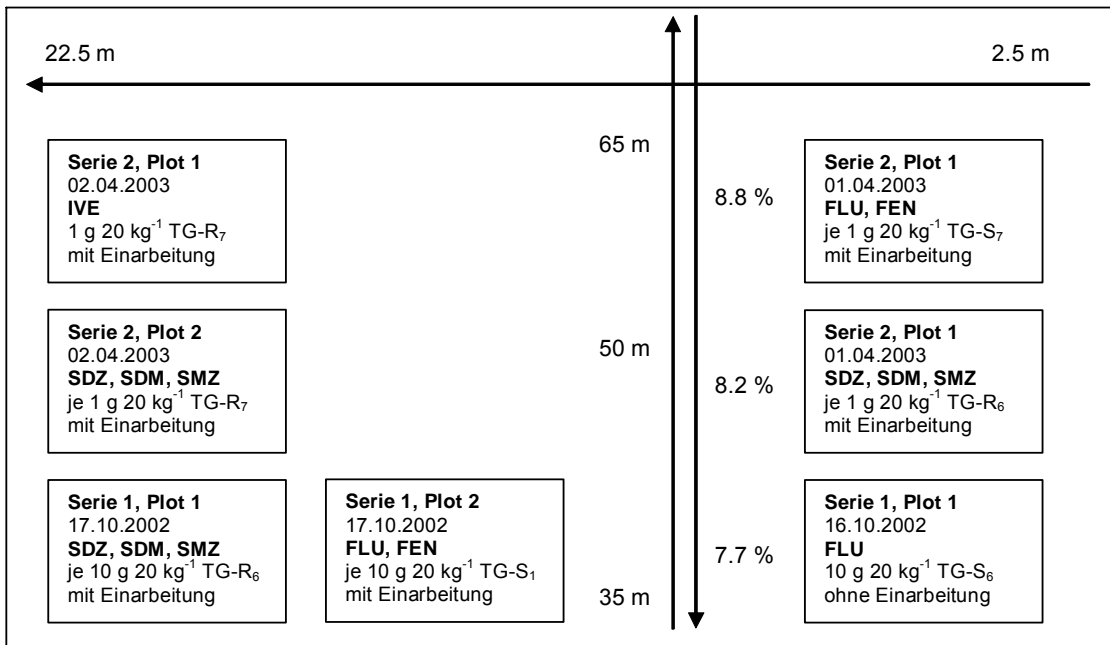 22.5 m
2.5 m
65 m
Serie 2, Plot 1
02.04.2003
IVE
1 g 20 kg⁻¹ TG-R₇
mit Einarbeitung
8.8 %
Serie 2, Plot 1
01.04.2003
FLU, FEN
je 1 g 20 kg⁻¹ TG-S₇
mit Einarbeitung
Serie 2, Plot 2
02.04.2003
SDZ, SDM, SMZ
je 1 g 20 kg⁻¹ TG-R₇
mit Einarbeitung
50 m
8.2 %
Serie 2, Plot 1
01.04.2003
SDZ, SDM, SMZ
je 1 g 20 kg⁻¹ TG-R₆
mit Einarbeitung
Serie 1, Plot 1
17.10.2002
SDZ, SDM, SMZ
je 10 g 20 kg⁻¹ TG-R₆
mit Einarbeitung
Serie 1, Plot 2
17.10.2002
FLU, FEN
je 10 g 20 kg⁻¹ TG-S₁
mit Einarbeitung
7.7 %
35 m
Serie 1, Plot 1
16.10.2002
FLU
10 g 20 kg⁻¹ TG-S₆
ohne Einarbeitung